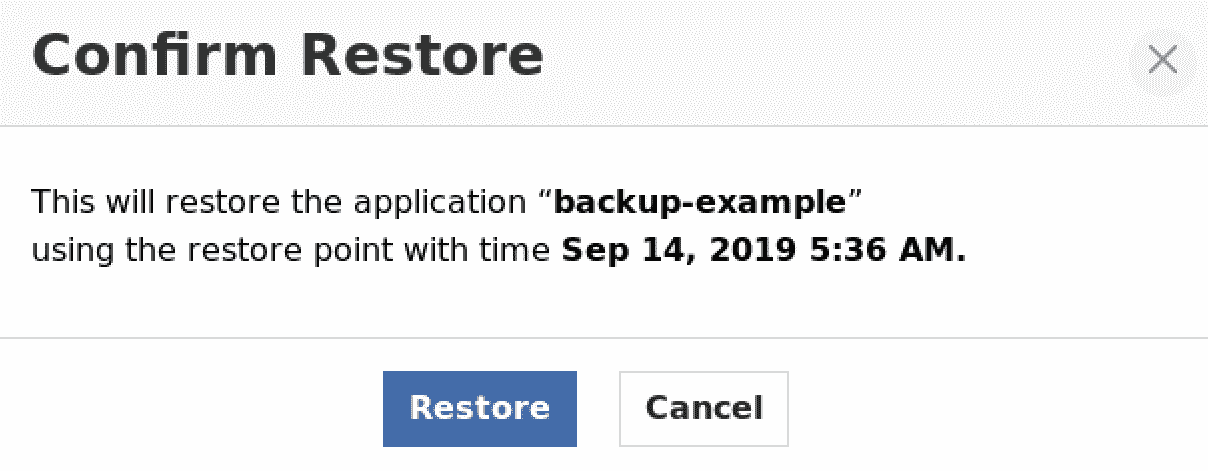 Confirm Restore
This will restore the application “backup-example”
using the restore point with time Sep 14, 2019 5:36 AM.
Restore
Cancel